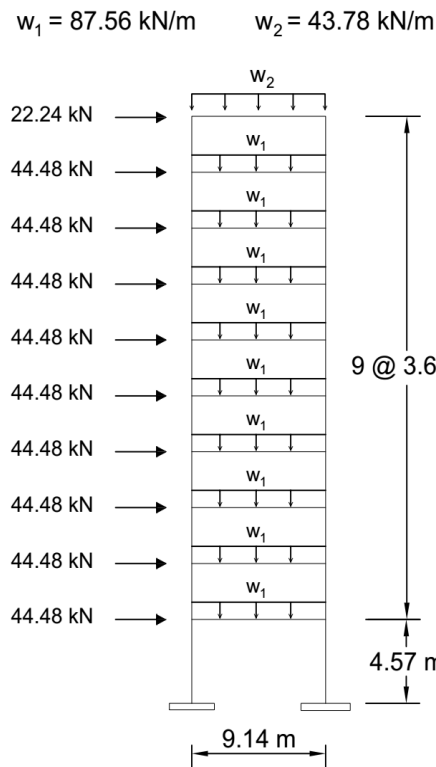 w₁ = 87.56 kN/m w₂ = 43.78 kN/m
w₂
22.24 kN
w₁
44.48 kN
w₁
44.48 kN
w₁
44.48 kN
w₁
44.48 kN
w₁
44.48 kN
9 @ 3.6
w₁
44.48 kN
w₁
44.48 kN
w₁
44.48 kN
w₁
44.48 kN
4.57 m
9.14 m